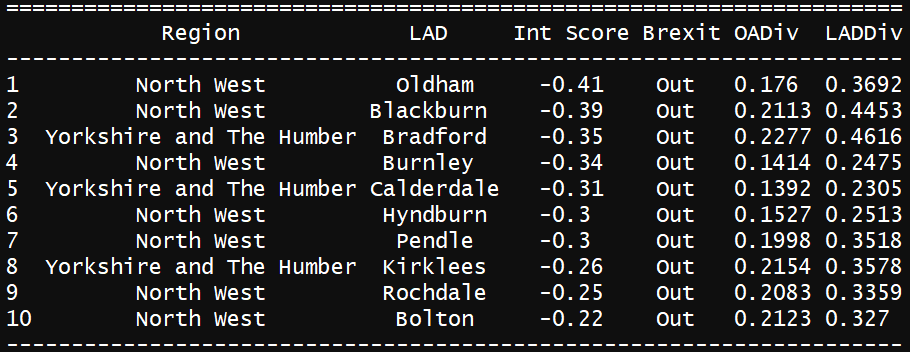 ======================================================================
Region LAD Int Score Brexit OADiv LADDiv
----------------------------------------------------------------------
1 North West Oldham -0.41 Out 0.176 0.3692
2 North West Blackburn -0.39 Out 0.2113 0.4453
3 Yorkshire and The Humber Bradford -0.35 Out 0.2277 0.4616
4 North West Burnley -0.34 Out 0.1414 0.2475
5 Yorkshire and The Humber Calderdale -0.31 Out 0.1392 0.2305
6 North West Hyndburn -0.3 Out 0.1527 0.2513
7 North West Pendle -0.3 Out 0.1998 0.3518
8 Yorkshire and The Humber Kirklees -0.26 Out 0.2154 0.3578
9 North West Rochdale -0.25 Out 0.2083 0.3359
10 North West Bolton -0.22 Out 0.2123 0.327
----------------------------------------------------------------------